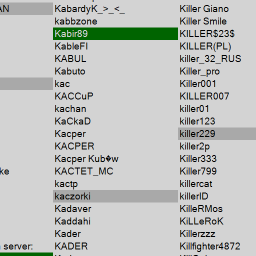 AN
ke
n server:
KabardyK_>_<_
kabbzone
Kabir89
KableFl
KABUL
Kabuto
kac
KACCuP
kachan
KaCkaD
Kacper
KACPER
Kacper Kub�w
KACTET_MC
kactp
kaczorki
Kadaver
Kaddahi
Kader
KADER
Killer Giano
Killer Smile
KILLER$23$
KILLER(PL)
killer_32_RUS
Killer_pro
Killer001
KILLER007
killer01
killer123
killer229
killer2p
Killer333
Killer799
killercat
killerID
KilleRMos
KiLLeRoK
Killerzzz
Killfighter4872